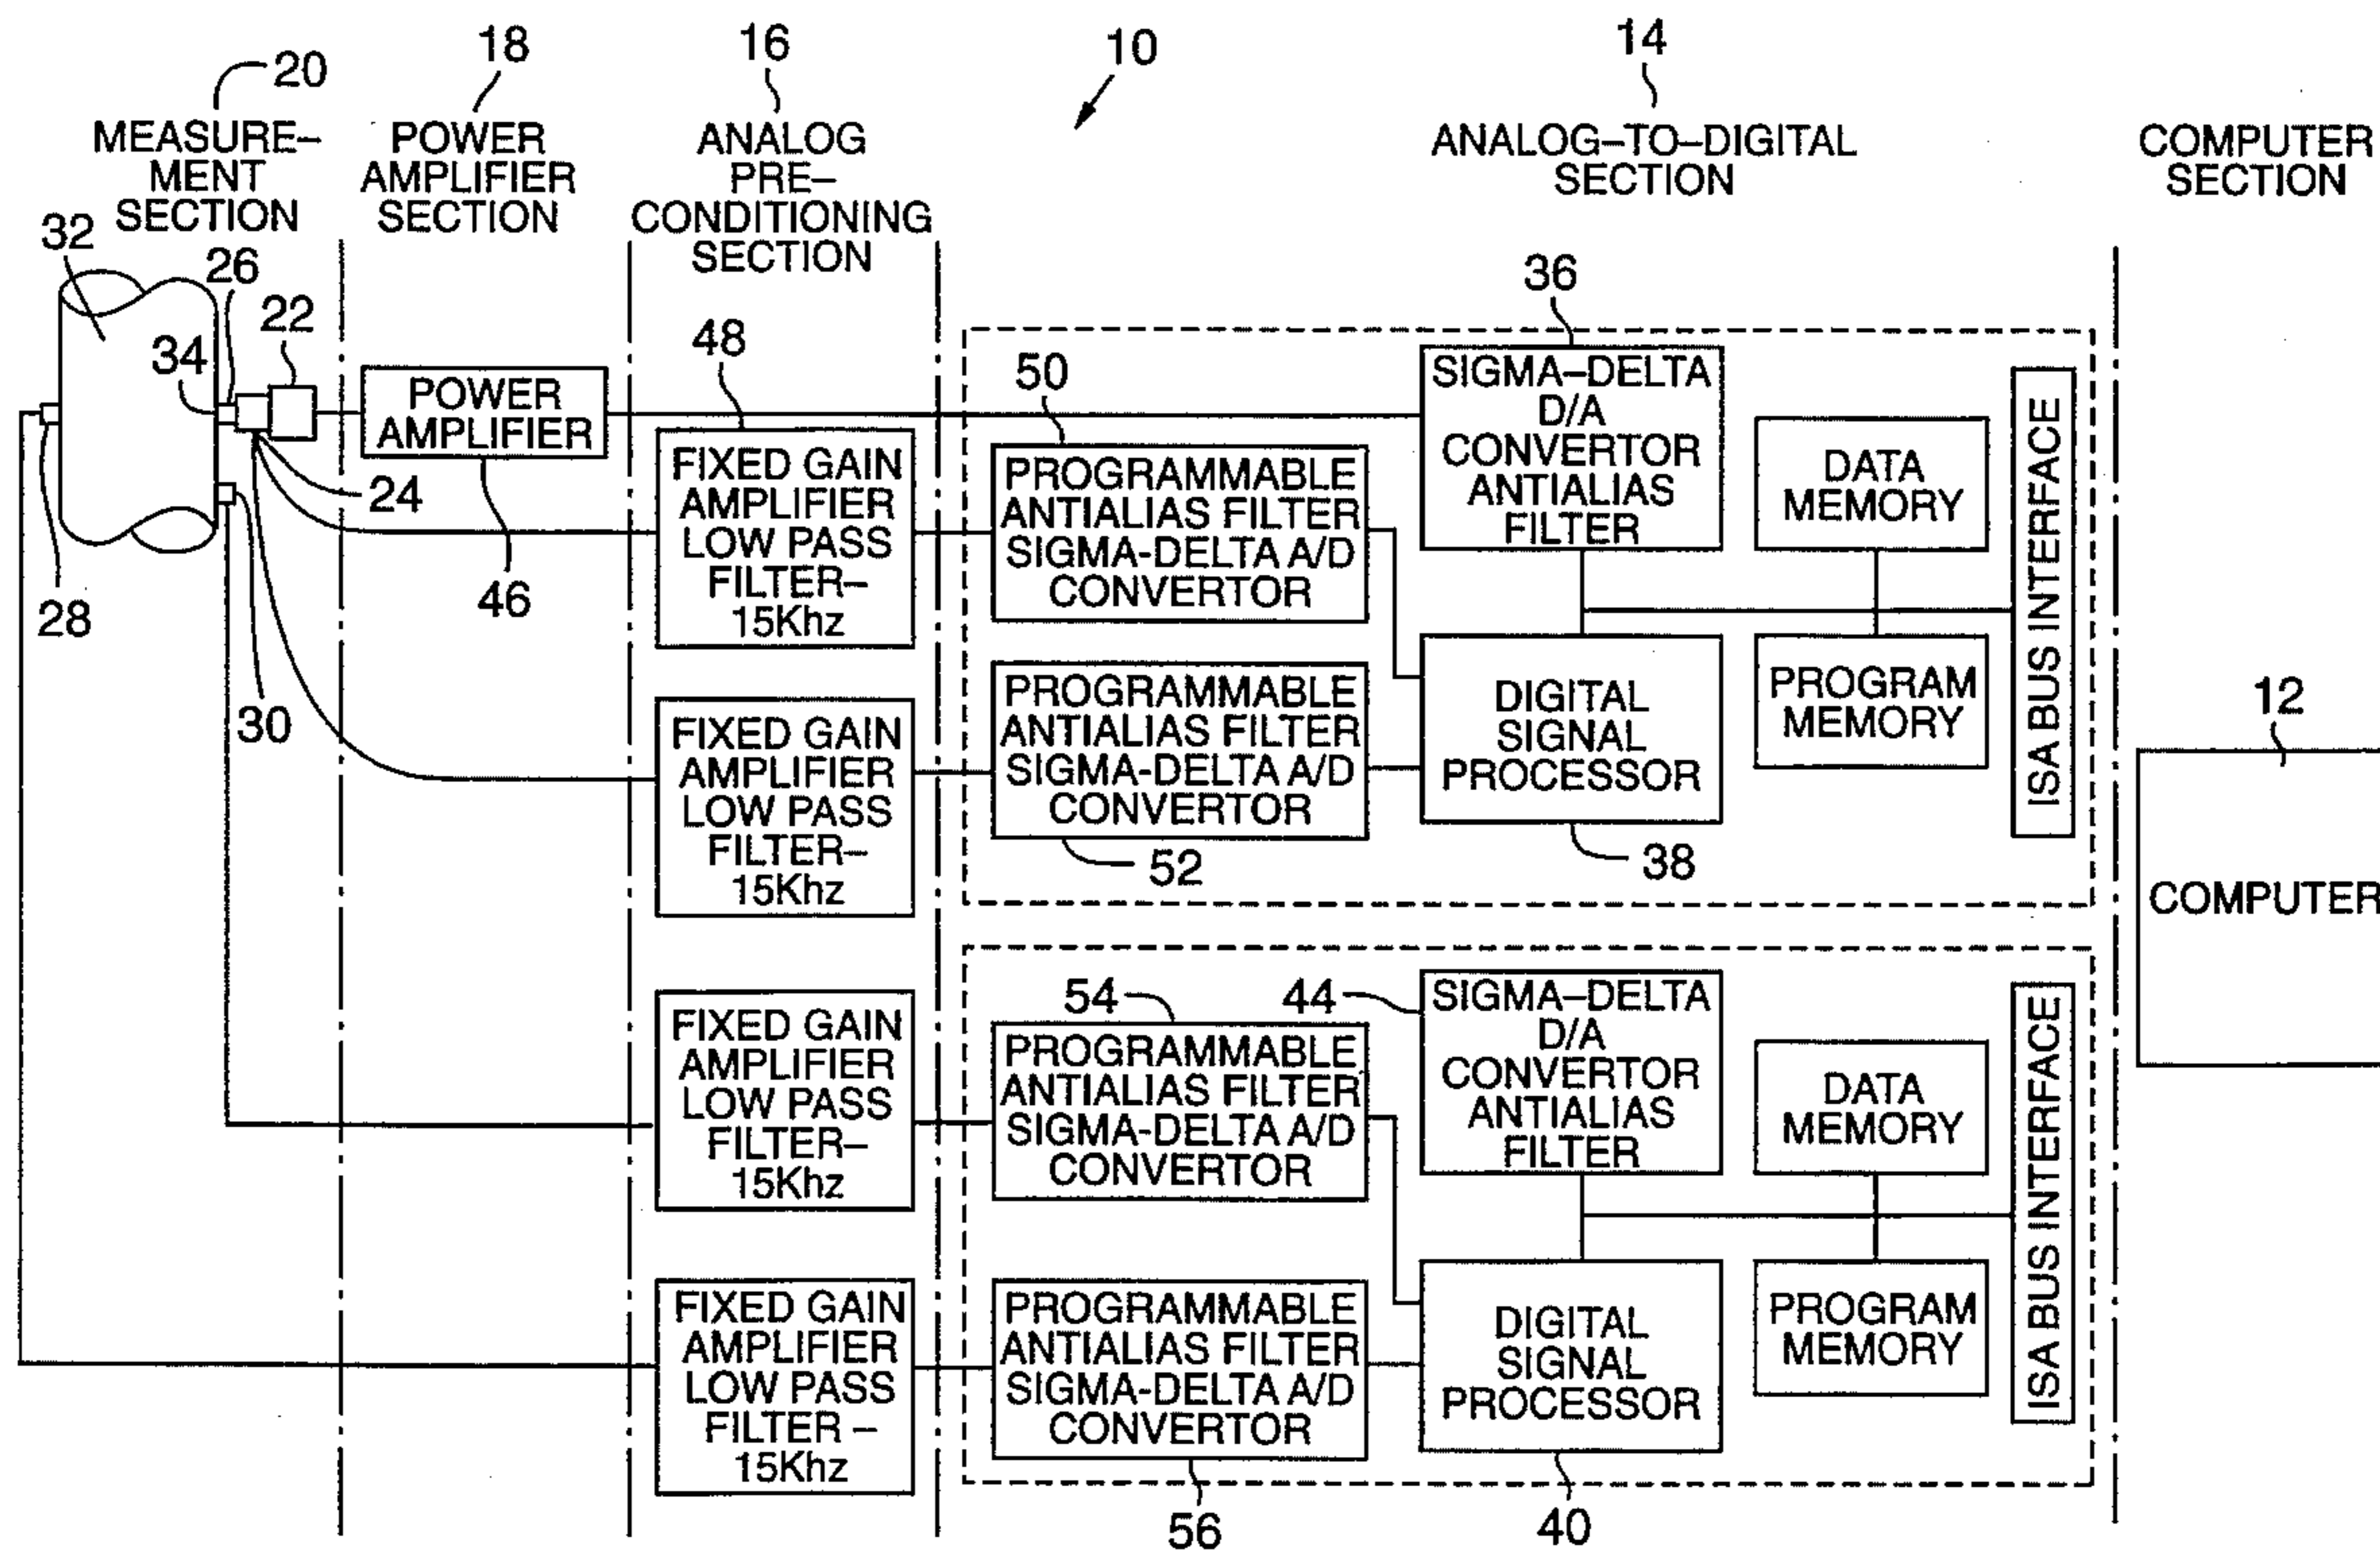 20
MEASURE-
MENT
SECTION
18
POWER
AMPLIFIER
SECTION
16
ANALOG
PRE-
CONDITIONING
SECTION
10
14
ANALOG-TO-DIGITAL
SECTION
COMPUTER
SECTION
32
26
22
34
28
30
24
POWER
AMPLIFIER
46
48
FIXED GAIN
AMPLIFIER
LOW PASS
FILTER-
15Khz
FIXED GAIN
AMPLIFIER
LOW PASS
FILTER-
15Khz
FIXED GAIN
AMPLIFIER
LOW PASS
FILTER-
15Khz
FIXED GAIN
AMPLIFIER
LOW PASS
FILTER -
15Khz
50
PROGRAMMABLE
ANTIALIAS FILTER
SIGMA-DELTA A/D
CONVERTOR
PROGRAMMABLE
ANTIALIAS FILTER
SIGMA-DELTA A/D
CONVERTOR
52
36
SIGMA-DELTA
D/A
CONVERTOR
ANTIALIAS
FILTER
DIGITAL
SIGNAL
PROCESSOR
38
DATA
MEMORY
PROGRAM
MEMORY
ISA BUS INTERFACE
54
PROGRAMMABLE
ANTIALIAS FILTER
SIGMA-DELTA A/D
CONVERTOR
PROGRAMMABLE
ANTIALIAS FILTER
SIGMA-DELTA A/D
CONVERTOR
56
44
SIGMA-DELTA
D/A
CONVERTOR
ANTIALIAS
FILTER
DIGITAL
SIGNAL
PROCESSOR
40
DATA
MEMORY
PROGRAM
MEMORY
ISA BUS INTERFACE
12
COMPUTER